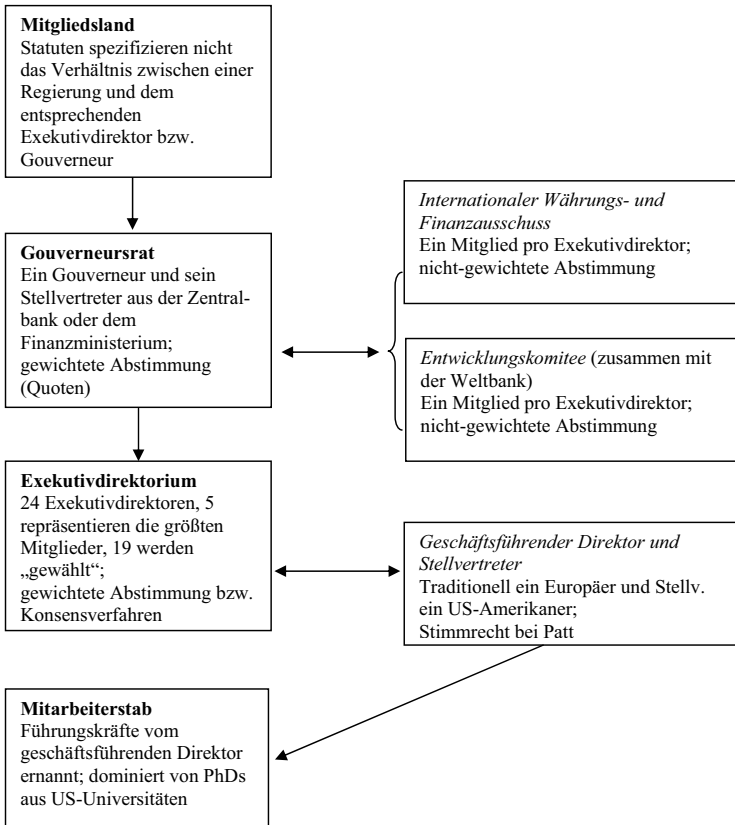 Mitgliedsland
Statuten spezifizieren nicht
das Verhältnis zwischen einer
Regierung und dem
entsprechenden
Exekutivdirektor bzw.
Gouverneur
Gouverneursrat
Ein Gouverneur und sein
Stellvertreter aus der Zentral-
bank oder dem
Finanzministerium;
gewichtete Abstimmung
(Quoten)
Internationaler Währungs- und
Finanzausschuss
Ein Mitglied pro Exekutivdirektor;
nicht-gewichtete Abstimmung
Entwicklungskomitee (zusammen mit
der Weltbank)
Ein Mitglied pro Exekutivdirektor;
nicht-gewichtete Abstimmung
Exekutivdirektorium
24 Exekutivdirektoren, 5
repräsentieren die größten
Mitglieder, 19 werden
„gewählt“;
gewichtete Abstimmung bzw.
Konsensverfahren
Geschäftsführender Direktor und
Stellvertreter
Traditionell ein Europäer und Stellv.
ein US-Amerikaner;
Stimmrecht bei Patt
Mitarbeiterstab
Führungskräfte vom
geschäftsführenden Direktor
ernannt; dominiert von PhDs
aus US-Universitäten